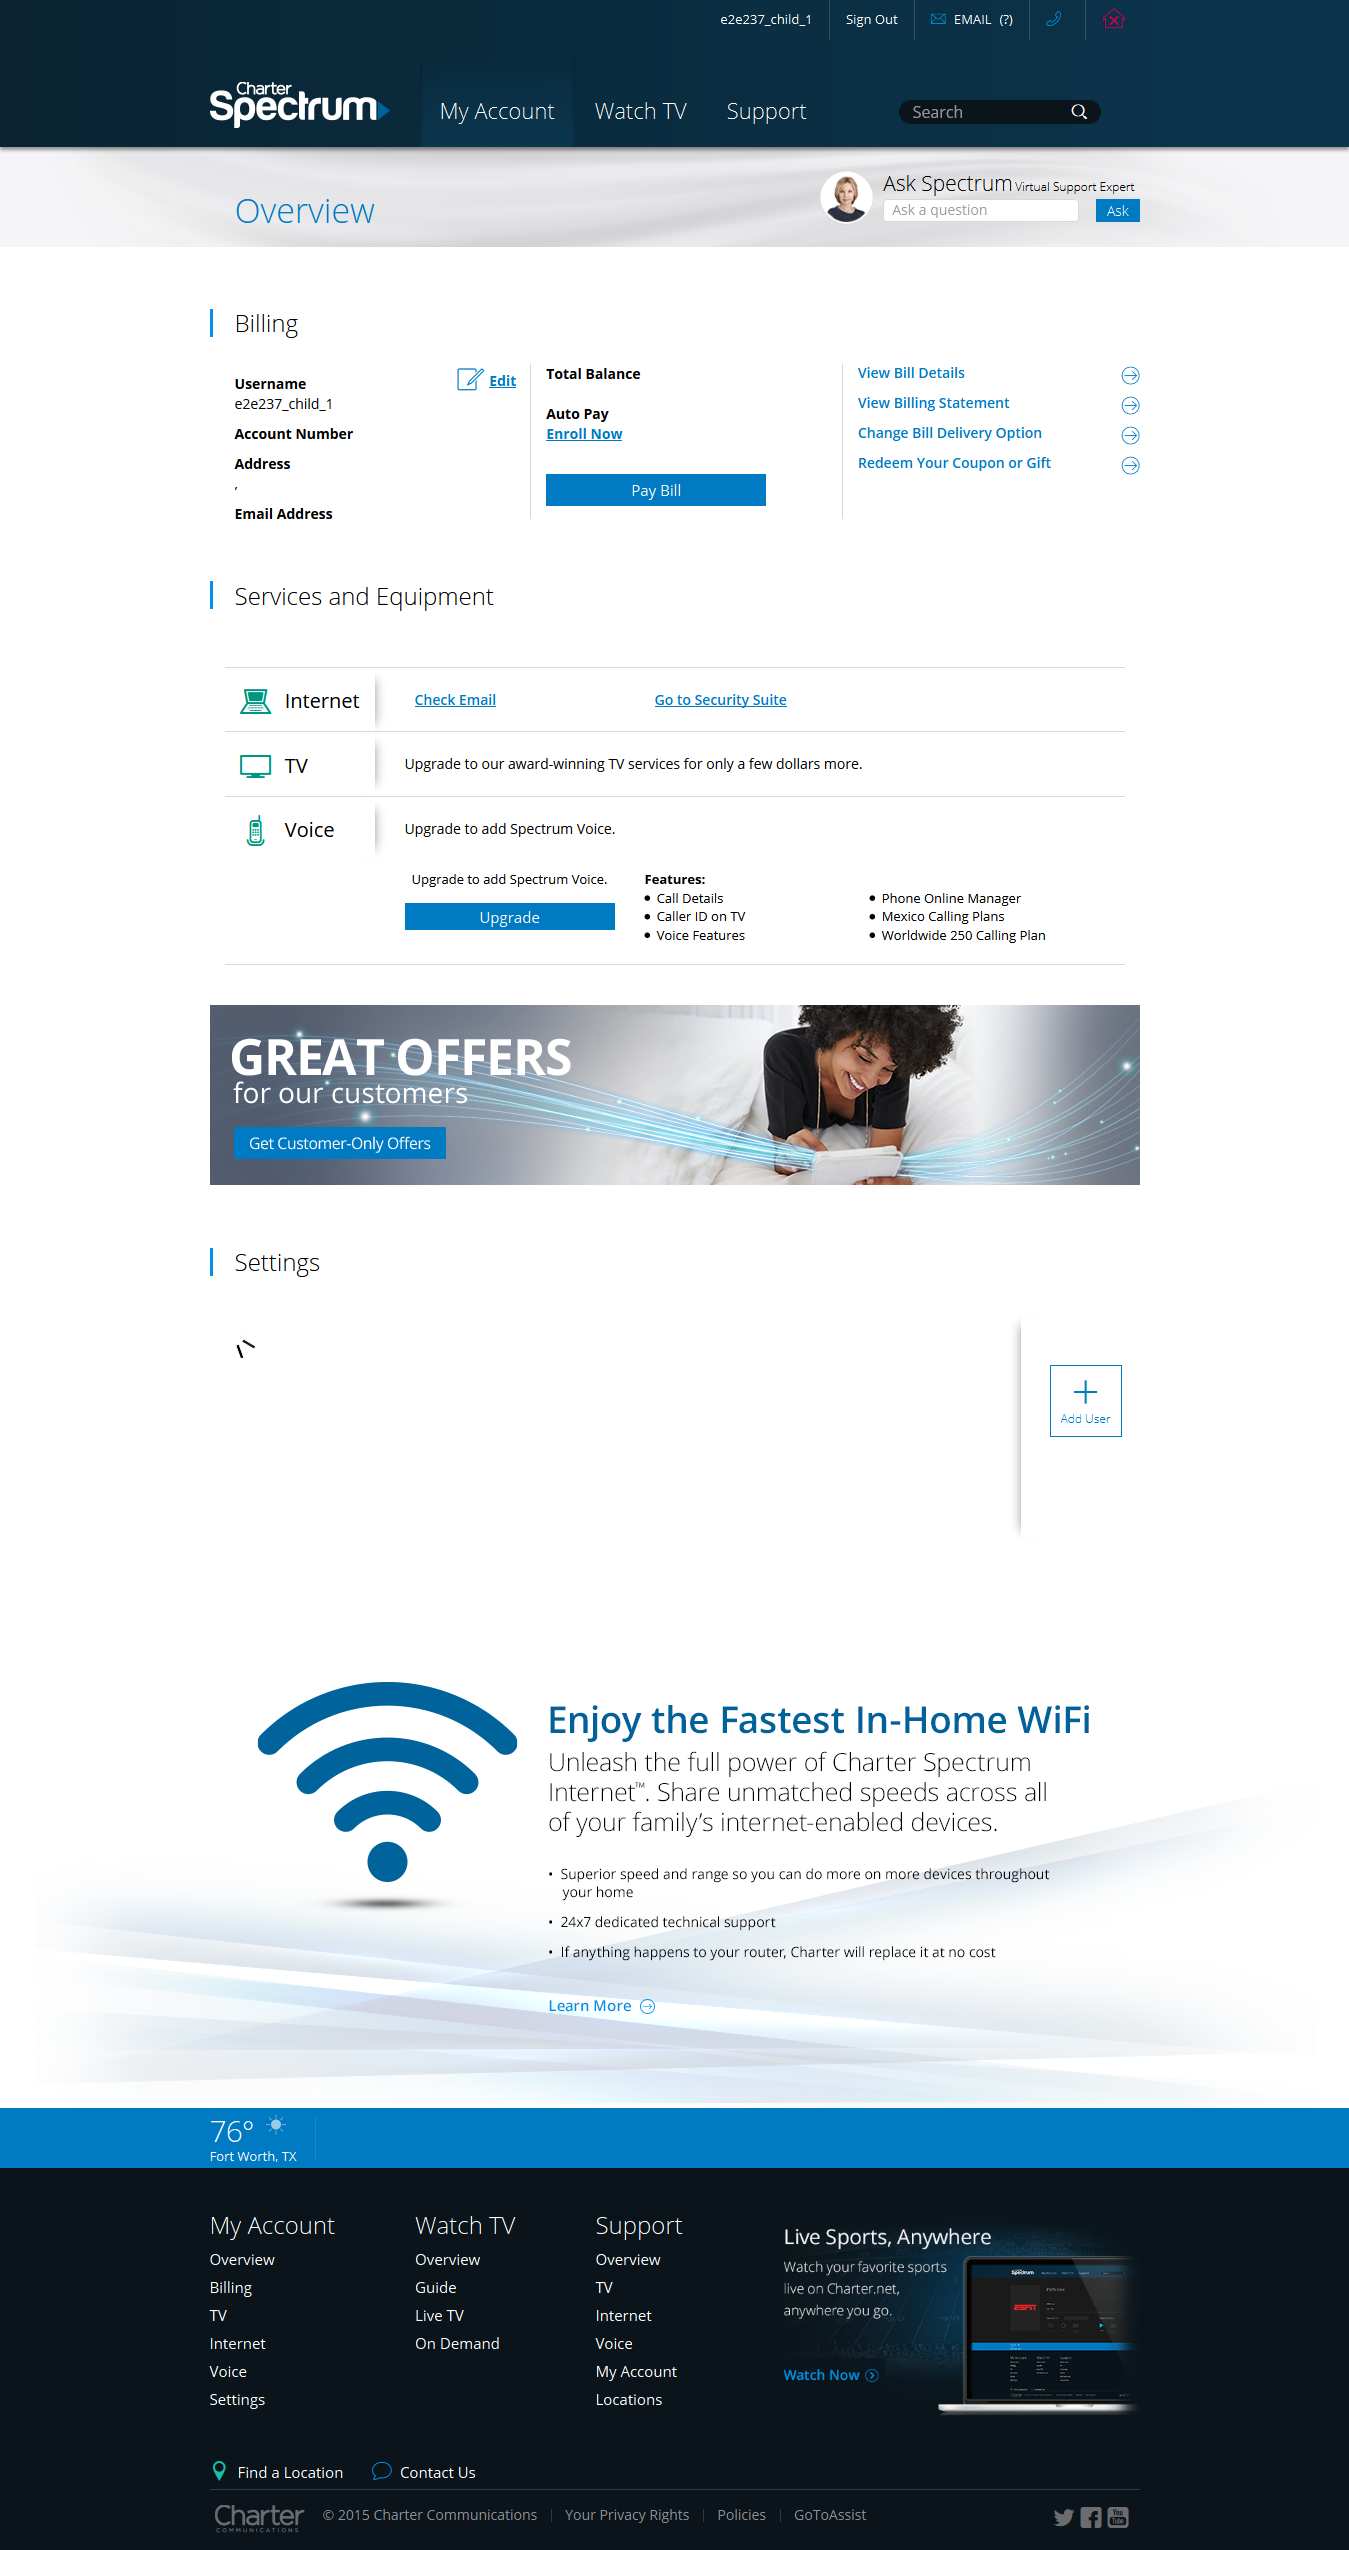 e2e237_child_1
Sign Out
EMAIL (?)
Charter
Spectrum
My Account
Watch TV
Support
Search
Overview
Ask Spectrum Virtual Support Expert
Ask a question
Ask
Billing
Username
e2e237_child_1
Edit
Account Number
Address
,
Email Address
Total Balance
Auto Pay
Enroll Now
Pay Bill
View Bill Details
View Billing Statement
Change Bill Delivery Option
Redeem Your Coupon or Gift
Services and Equipment
Internet
Check Email
Go to Security Suite
TV
Upgrade to our award-winning TV services for only a few dollars more.
Voice
Upgrade to add Spectrum Voice.
Upgrade to add Spectrum Voice.
Upgrade
Features:
• Call Details
• Caller ID on TV
• Voice Features
• Phone Online Manager
• Mexico Calling Plans
• Worldwide 250 Calling Plan
GREAT OFFERS
for our customers
Get Customer-Only Offers
Settings
Add User
Enjoy the Fastest In-Home WiFi
Unleash the full power of Charter Spectrum
Internet™. Share unmatched speeds across all
of your family’s internet-enabled devices.
• Superior speed and range so you can do more on more devices throughout
your home
• 24x7 dedicated technical support
• If anything happens to your router, Charter will replace it at no cost
Learn More
76°
Fort Worth, TX
My Account
Overview
Billing
TV
Internet
Voice
Settings
Watch TV
Overview
Guide
Live TV
On Demand
Support
Overview
TV
Internet
Voice
My Account
Locations
Live Sports, Anywhere
Watch your favorite sports
live on Charter.net,
anywhere you go.
Watch Now
Spectrum
ESPN
Find a Location
Contact Us
Charter
COMMUNICATIONS
© 2015 Charter Communications
Your Privacy Rights
Policies
GoToAssist
You
Tube